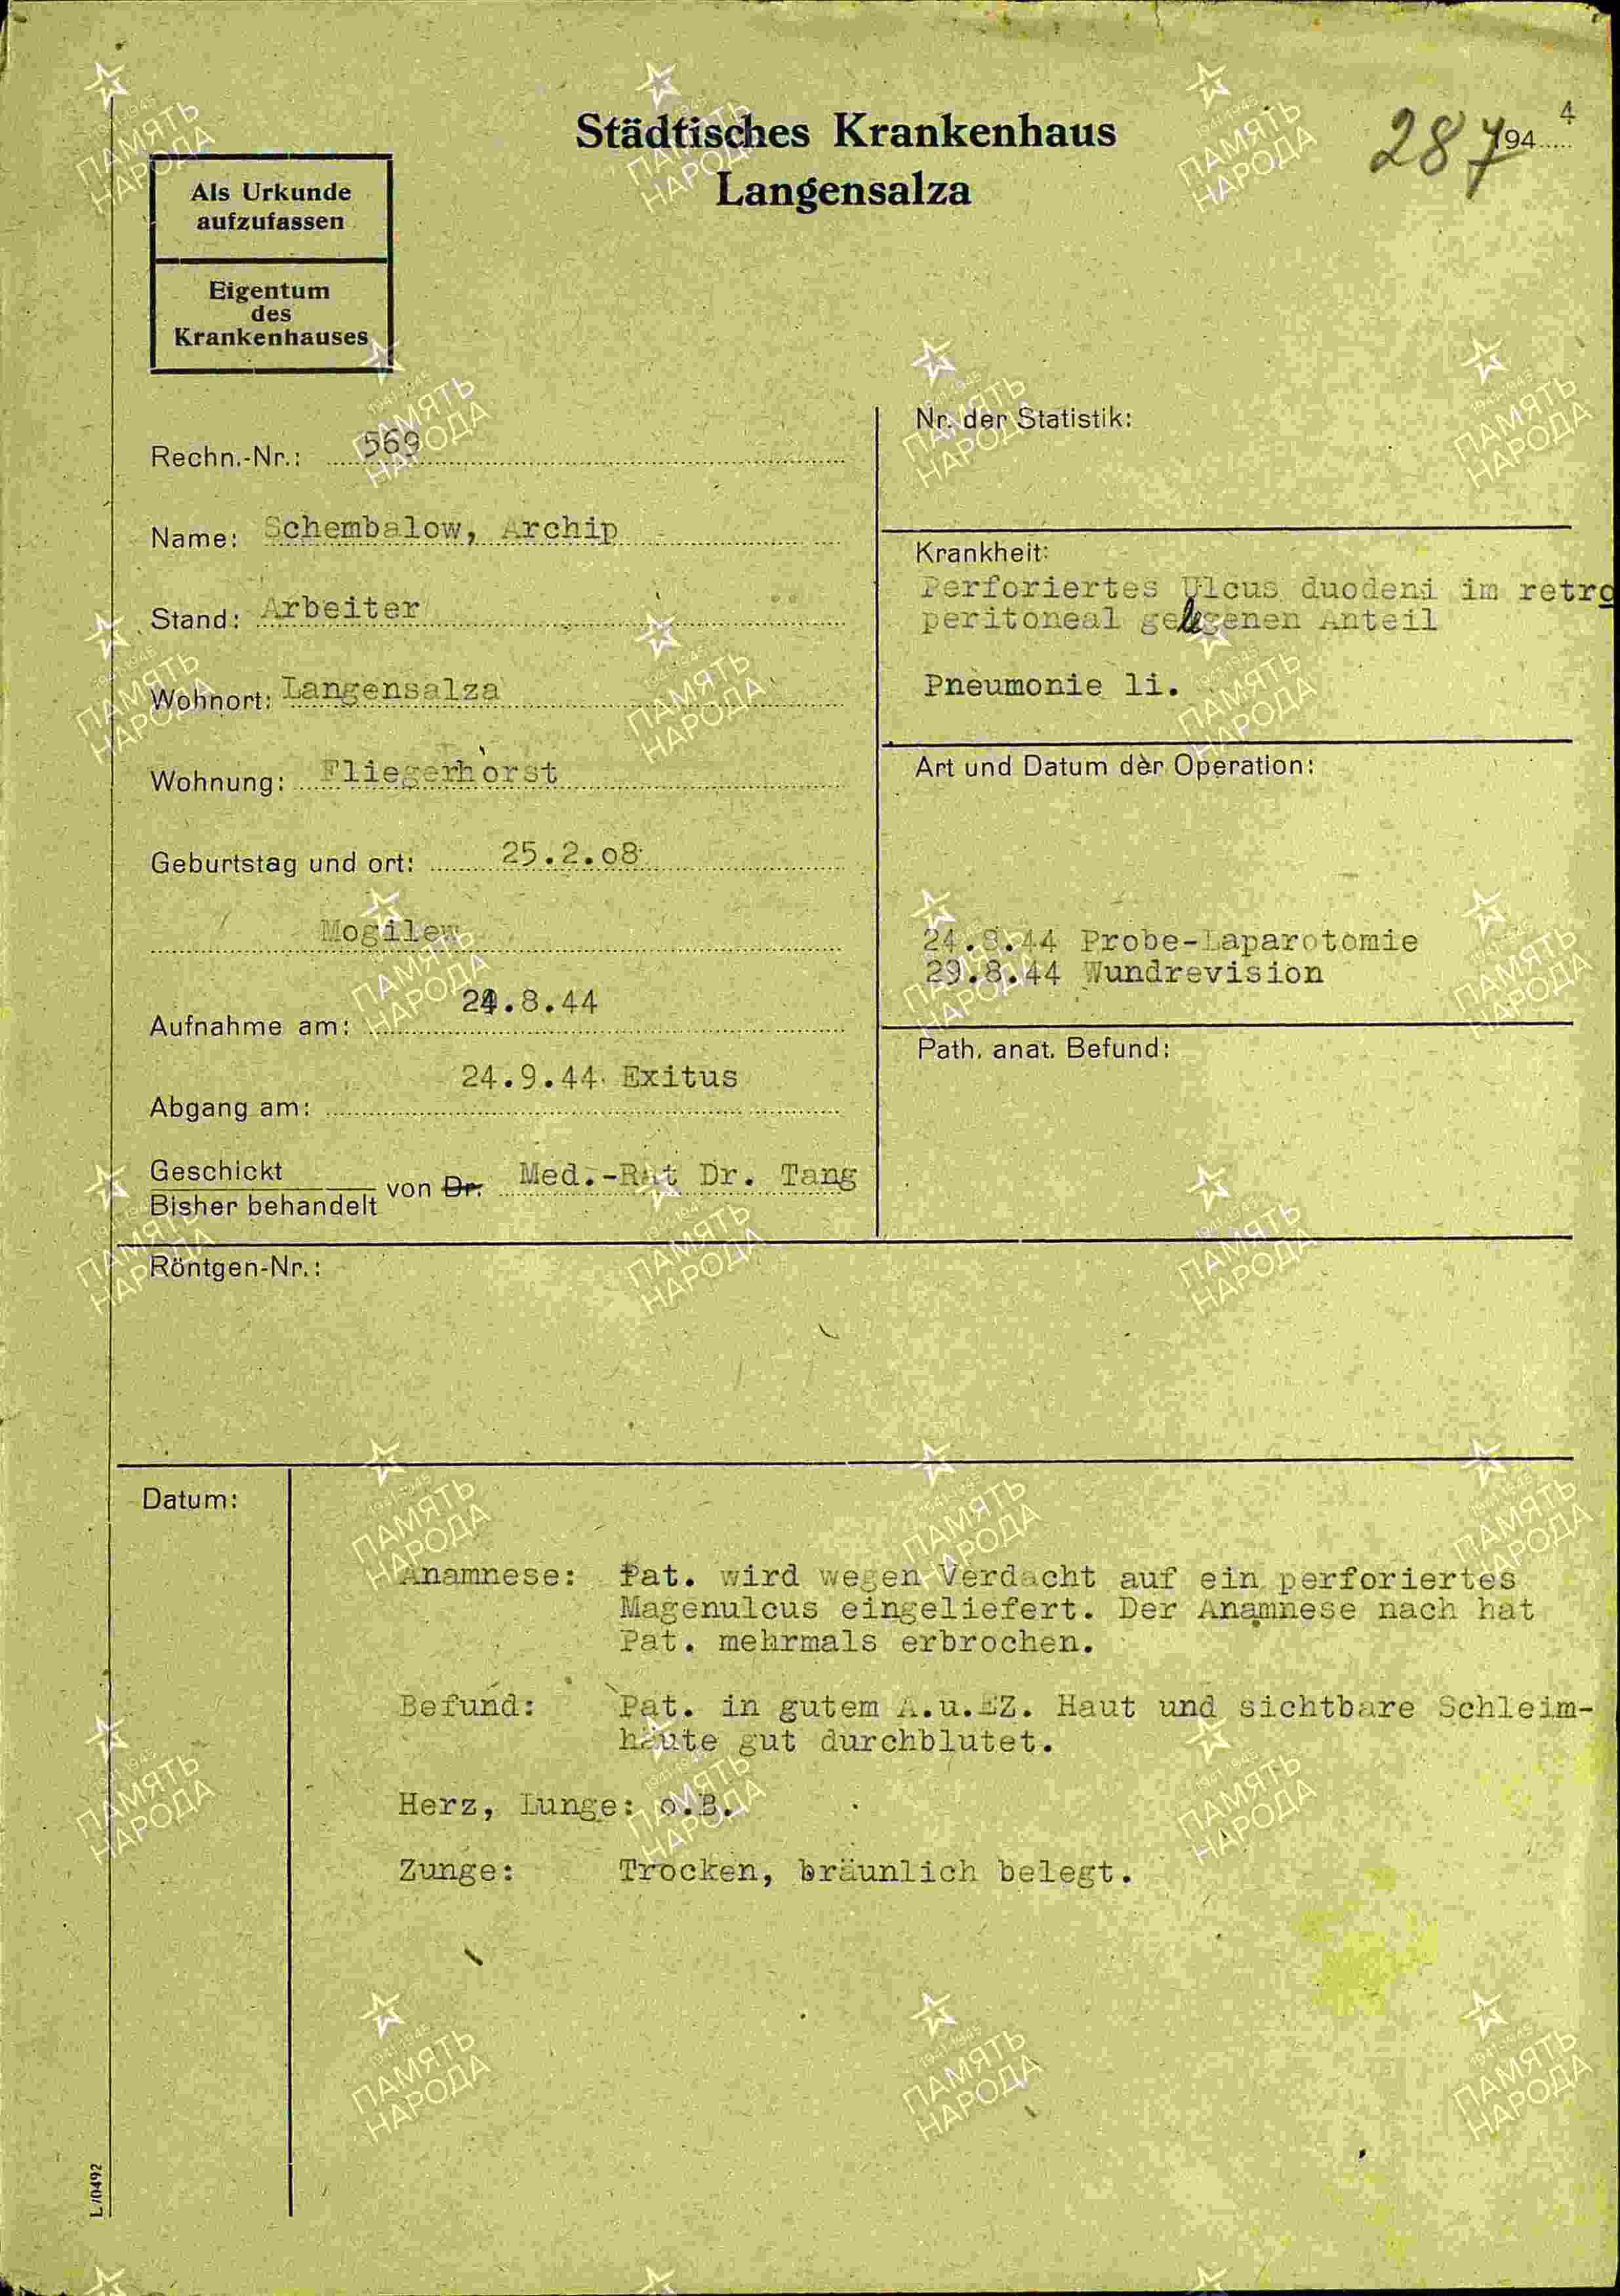 Städtisches Krankenhaus
Langensalza
287
1944
Als Urkunde
aufzufassen
Eigentum
des
Krankenhauses
Rechn.-Nr.: 569
Name: Schembalow, Archip
Stand: Arbeiter
Wohnort: Langensalza
Wohnung: Fliegerhorst
Geburtstag und ort: 25.2.08
Mogilew
Aufnahme am: 24.8.44
Abgang am: 24.9.44 Exitus
Geschickt
Bisher behandelt von Dr. Med.-Rat Dr. Tang
Nr. der Statistik:
Krankheit:
Perforiertes Ulcus duodeni im retro
peritoneal gelegenen Anteil
Pneumonie li.
Art und Datum der Operation:
24.8.44 Probe-Laparotomie
29.8.44 Wundrevision
Path. anat. Befund:
Röntgen-Nr.:
Datum:
Anamnese: Pat. wird wegen Verdacht auf ein perforiertes
Magenulcus eingeliefert. Der Anamnese nach hat
Pat. mehrmals erbrochen.
Befund: Pat. in gutem A.u.EZ. Haut und sichtbare Schleim-
häute gut durchblutet.
Herz, Lunge: o.B.
Zunge: Trocken, bräunlich belegt.
L/0492
1941-1945
ПАМЯТЬ
НАРОДА